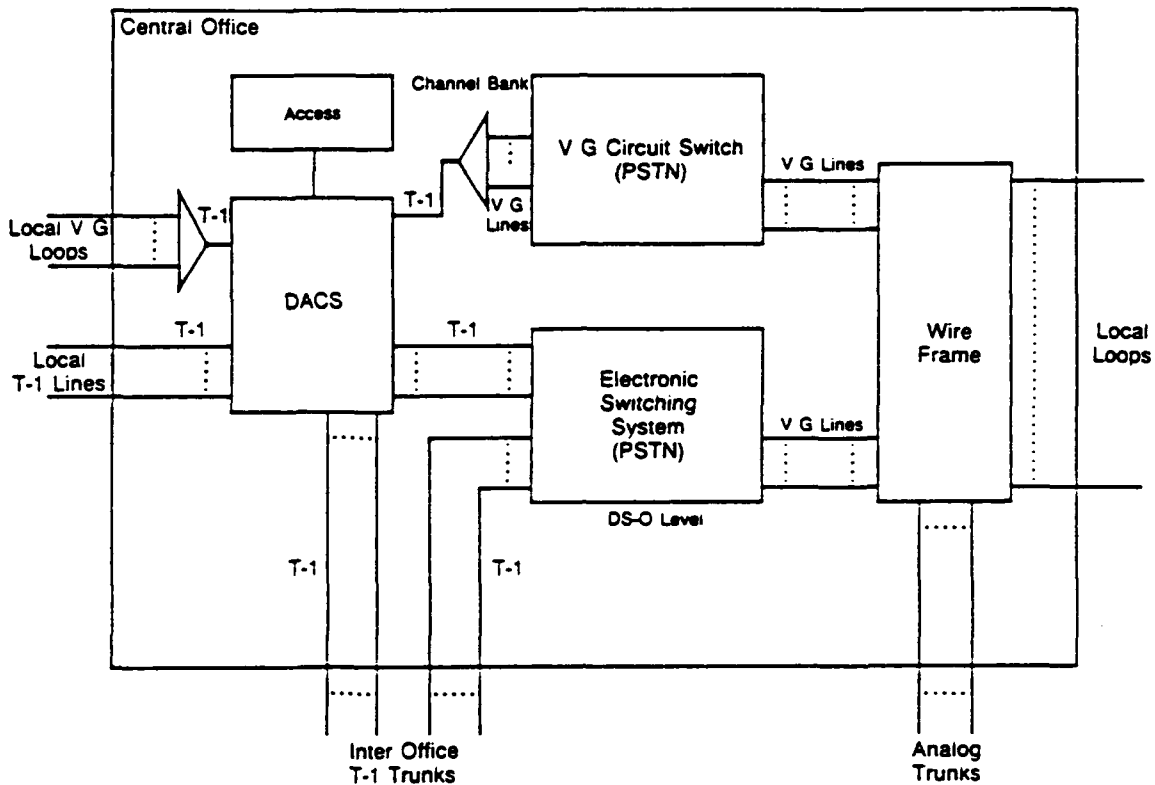 Central Office
Access
Channel Bank
V G Circuit Switch
(PSTN)
V G Lines
T-1
V G
Lines
T-1
Local V G
Loops
DACS
T-1
T-1
Local
T-1 Lines
Wire
Frame
Local
Loops
Electronic
Switching
System
(PSTN)
V G Lines
DS-O Level
T-1
T-1
Inter Office
T-1 Trunks
Analog
Trunks